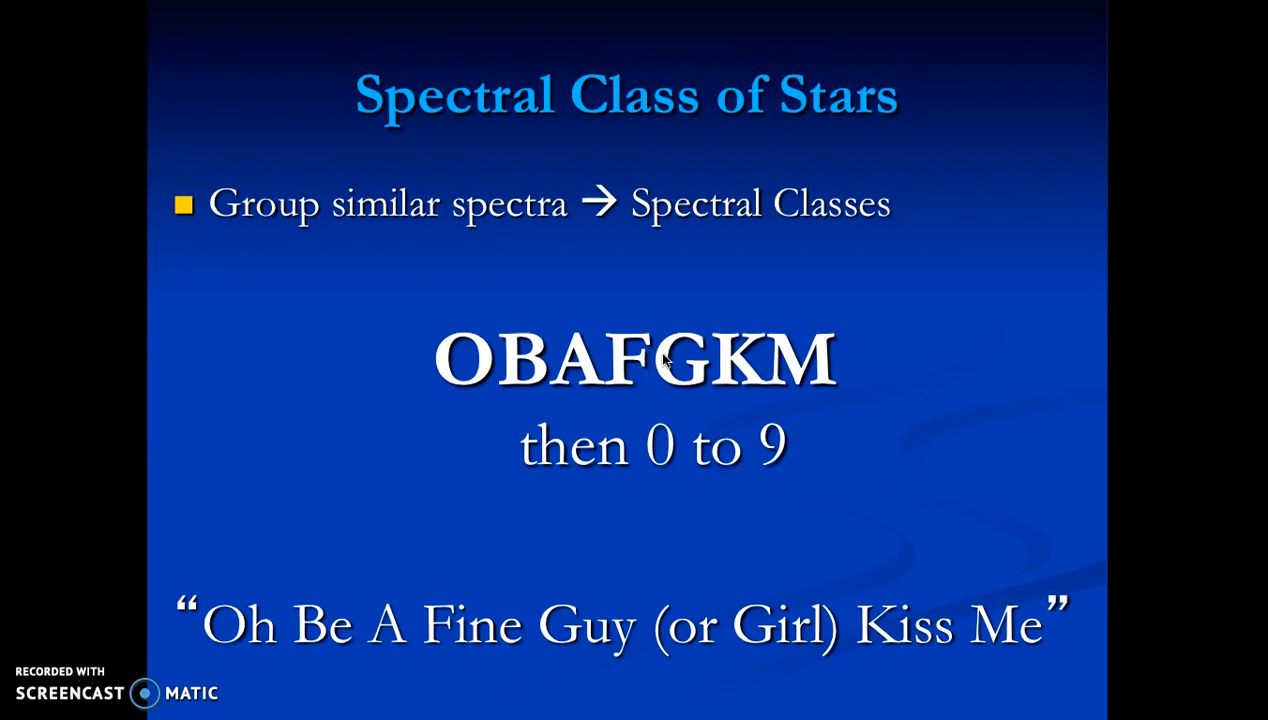 Spectral Class of Stars
Group similar spectra → Spectral Classes
OBAFGKM
then 0 to 9
“Oh Be A Fine Guy (or Girl) Kiss Me”
RECORDED WITH
SCREENCAST MATIC